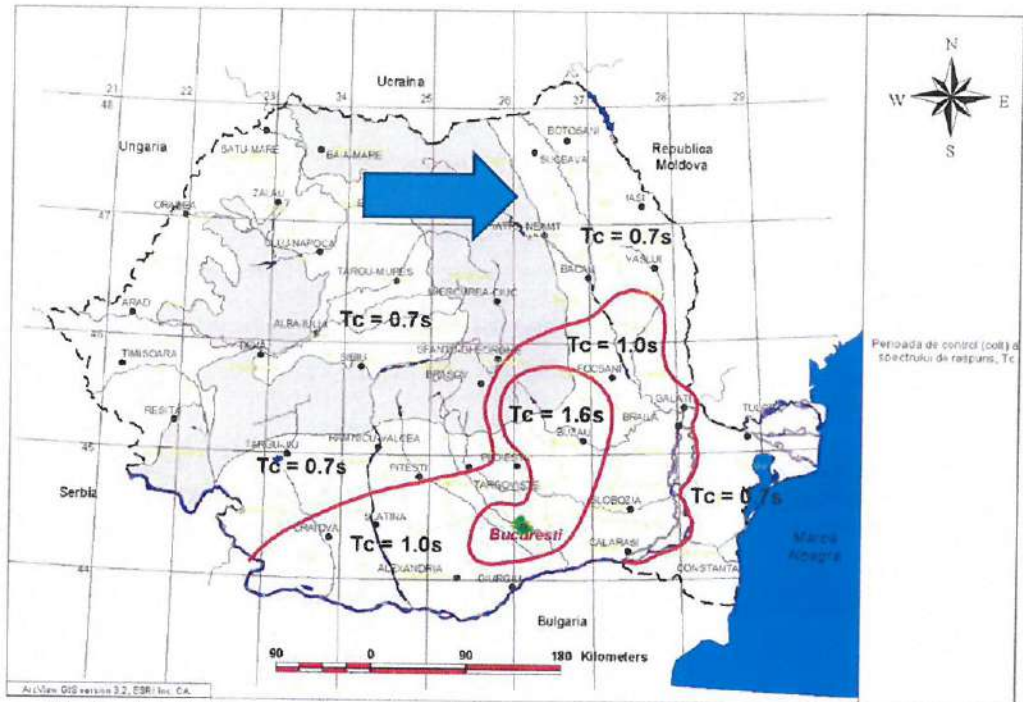 N
W E
S
Ucraina
21 22 23 24 25 26 27 28 29
48
Ungaria
SATU-MARE
BAIA-MARE
BOTOSANI
SUCEAVA
Republica
Moldova
ZALAU
ORADEA
IASI
47
PIATRA-NEAMT
Tc = 0.7s
CLUJ-NAPOCA
BACAU
VASLUI
TARGU-MURES
MIERCUREA-CIUC
ARAD
Tc = 0.7s
ALBA-IULIA
46
Tc = 1.0s
DEVA
SIBIU
SFANTU-GHEORGHE
TIMISOARA
BRASOV
FOCSANI
Perioada de control (colt) a
spectrului de raspuns, Tc
RESITA
Tc = 1.6s
GALATI
BRAILA
TULCEA
BUZAU
45
TARGU-JIU
RAMNICU-VALCEA
Tc = 0.7s
PITESTI
PLOIESTI
TARGOVISTE
Serbia
SLOBOZIA
Tc = 0.7s
CRAIOVA
SLATINA
Bucuresti
Marea
Neagra
Tc = 1.0s
CALARASI
ALEXANDRIA
CONSTANTA
44
GIURGIU
Bulgaria
90 0 90 180 Kilometers
ArcView GIS version 3.2, ESRI Inc. CA.